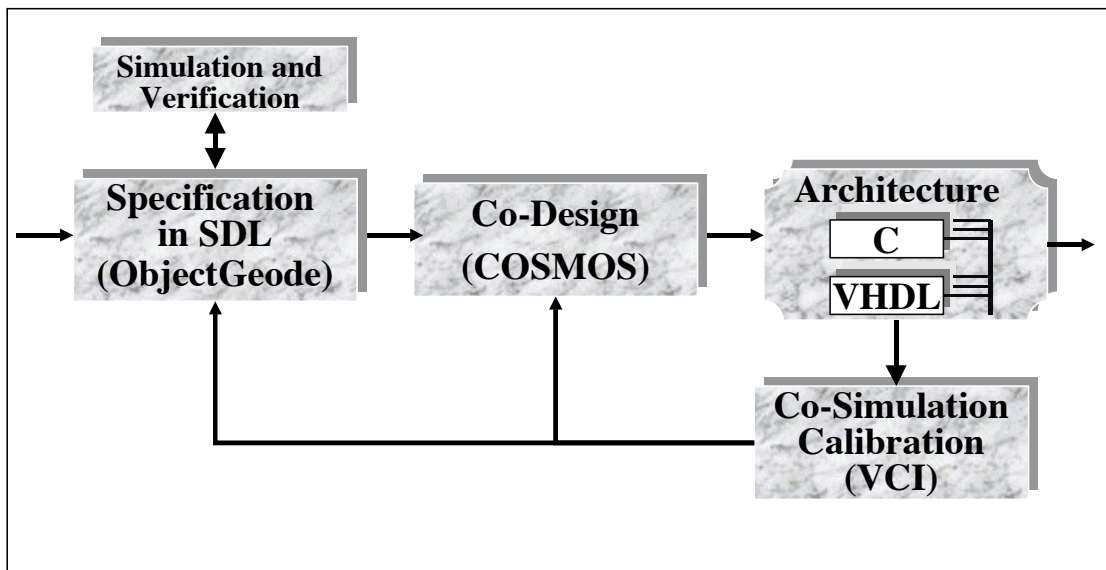 Simulation and
Verification
Specification
in SDL
(ObjectGeode)
Co-Design
(COSMOS)
Architecture
C
VHDL
Co-Simulation
Calibration
(VCI)